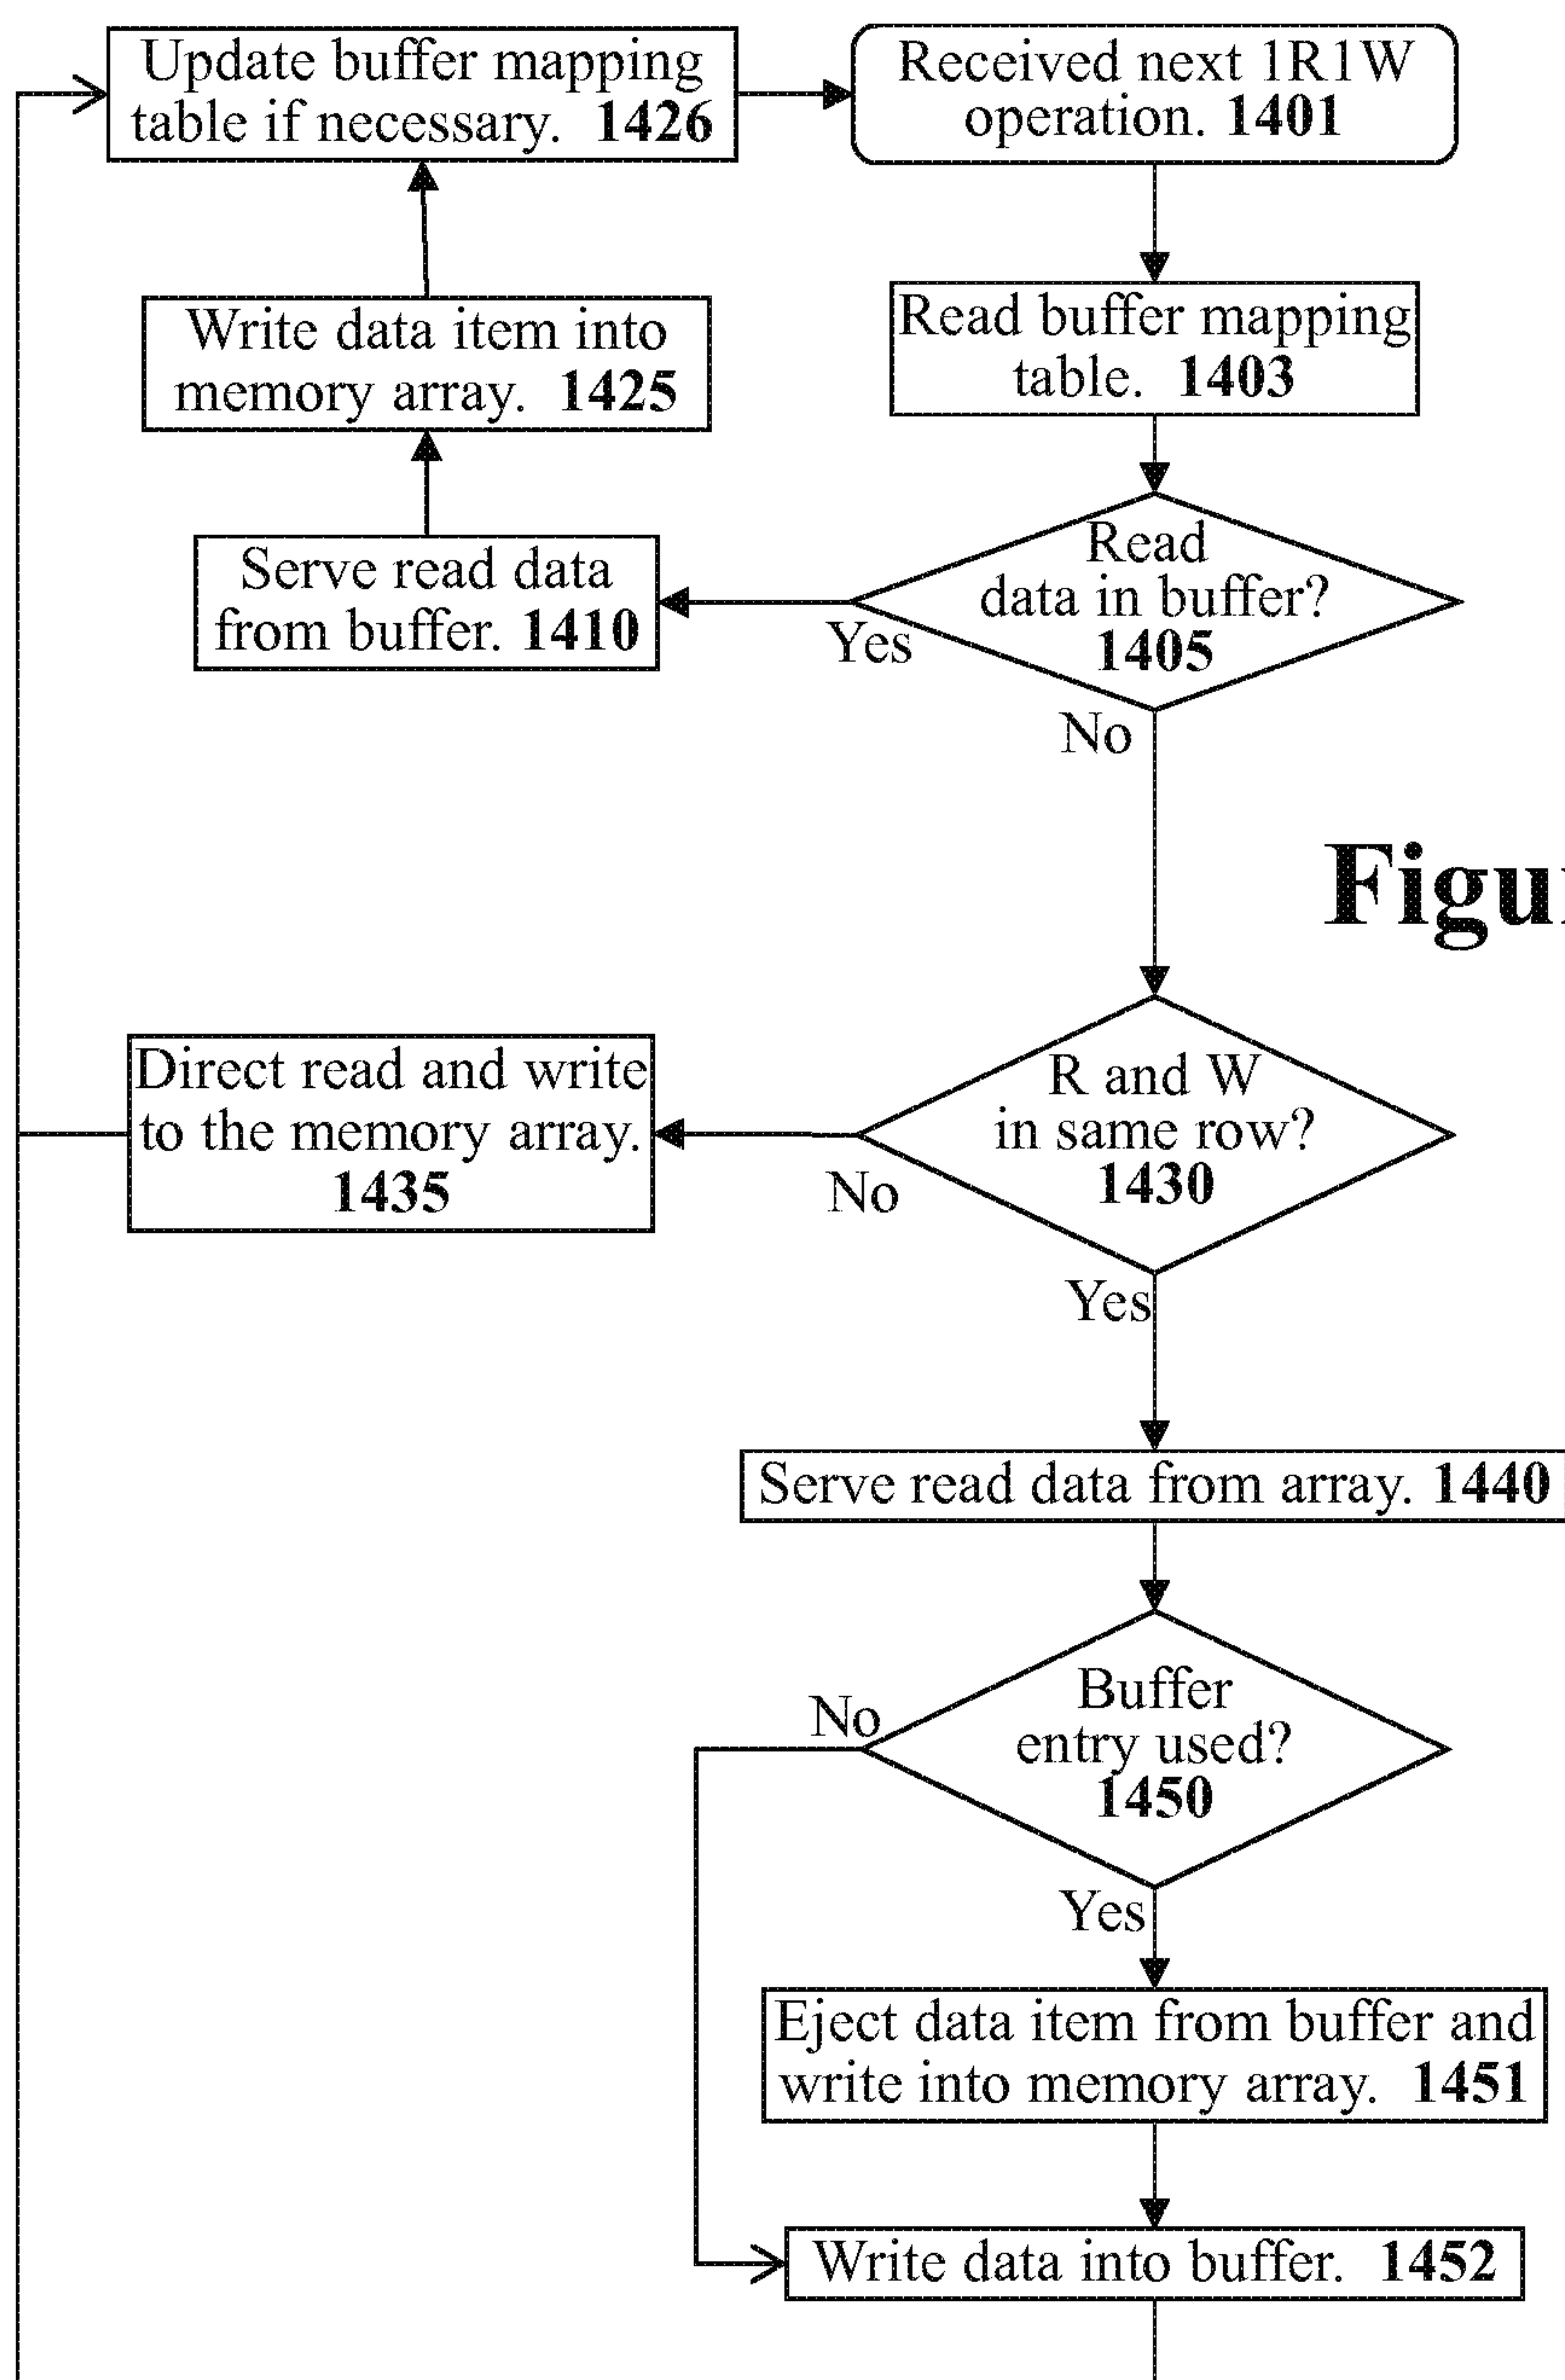 Update buffer mapping
table if necessary. 1426
Received next 1R1W
operation. 1401
Write data item into
memory array. 1425
Read buffer mapping
table. 1403
Serve read data
from buffer. 1410
Read
data in buffer?
1405
Yes
No
Direct read and write
to the memory array.
1435
R and W
in same row?
1430
No
Yes
Serve read data from array. 1440
Buffer
entry used?
1450
No
Yes
Eject data item from buffer and
write into memory array. 1451
Write data into buffer. 1452